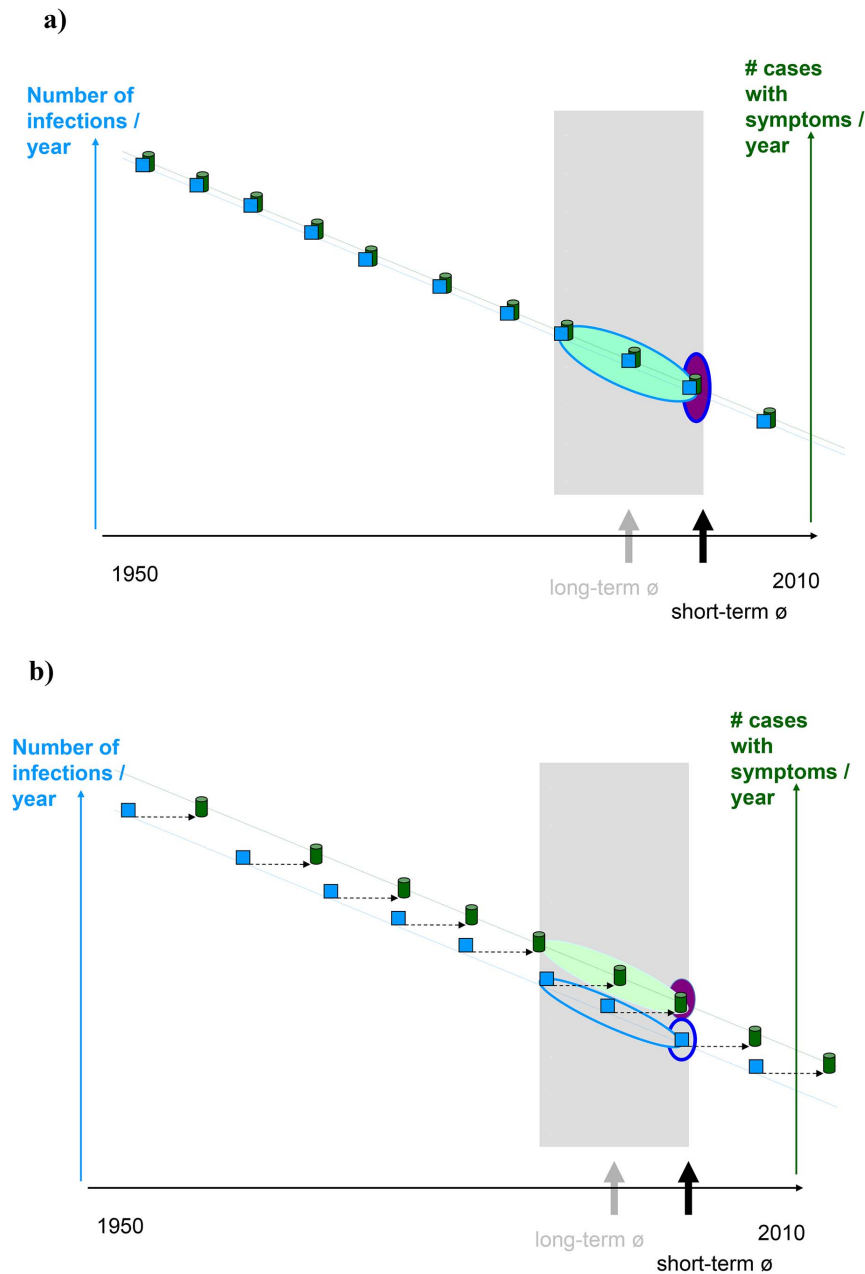 a)
Number of
infections /
year
# cases
with
symptoms /
year
1950
2010
long-term ø
short-term ø
b)
Number of
infections /
year
# cases
with
symptoms /
year
1950
2010
long-term ø
short-term ø